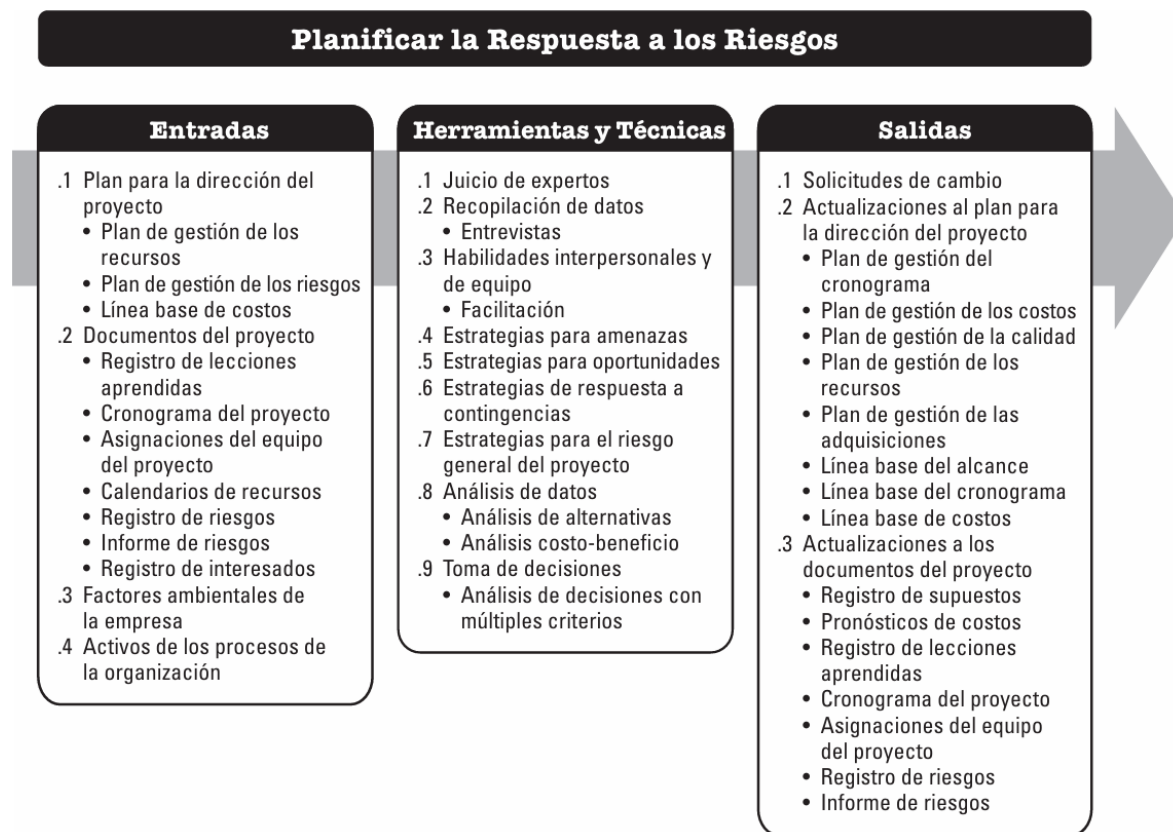 Planificar la Respuesta a los Riesgos
Entradas
.1 Plan para la dirección del
proyecto
• Plan de gestión de los
recursos
• Plan de gestión de los riesgos
• Línea base de costos
.2 Documentos del proyecto
• Registro de lecciones
aprendidas
• Cronograma del proyecto
• Asignaciones del equipo
del proyecto
• Calendarios de recursos
• Registro de riesgos
• Informe de riesgos
• Registro de interesados
.3 Factores ambientales de
la empresa
.4 Activos de los procesos de
la organización
Herramientas y Técnicas
.1 Juicio de expertos
.2 Recopilación de datos
• Entrevistas
.3 Habilidades interpersonales y
de equipo
• Facilitación
.4 Estrategias para amenazas
.5 Estrategias para oportunidades
.6 Estrategias de respuesta a
contingencias
.7 Estrategias para el riesgo
general del proyecto
.8 Análisis de datos
• Análisis de alternativas
• Análisis costo-beneficio
.9 Toma de decisiones
• Análisis de decisiones con
múltiples criterios
Salidas
.1 Solicitudes de cambio
.2 Actualizaciones al plan para
la dirección del proyecto
• Plan de gestión del
cronograma
• Plan de gestión de los costos
• Plan de gestión de la calidad
• Plan de gestión de los
recursos
• Plan de gestión de las
adquisiciones
• Línea base del alcance
• Línea base del cronograma
• Línea base de costos
.3 Actualizaciones a los
documentos del proyecto
• Registro de supuestos
• Pronósticos de costos
• Registro de lecciones
aprendidas
• Cronograma del proyecto
• Asignaciones del equipo
del proyecto
• Registro de riesgos
• Informe de riesgos